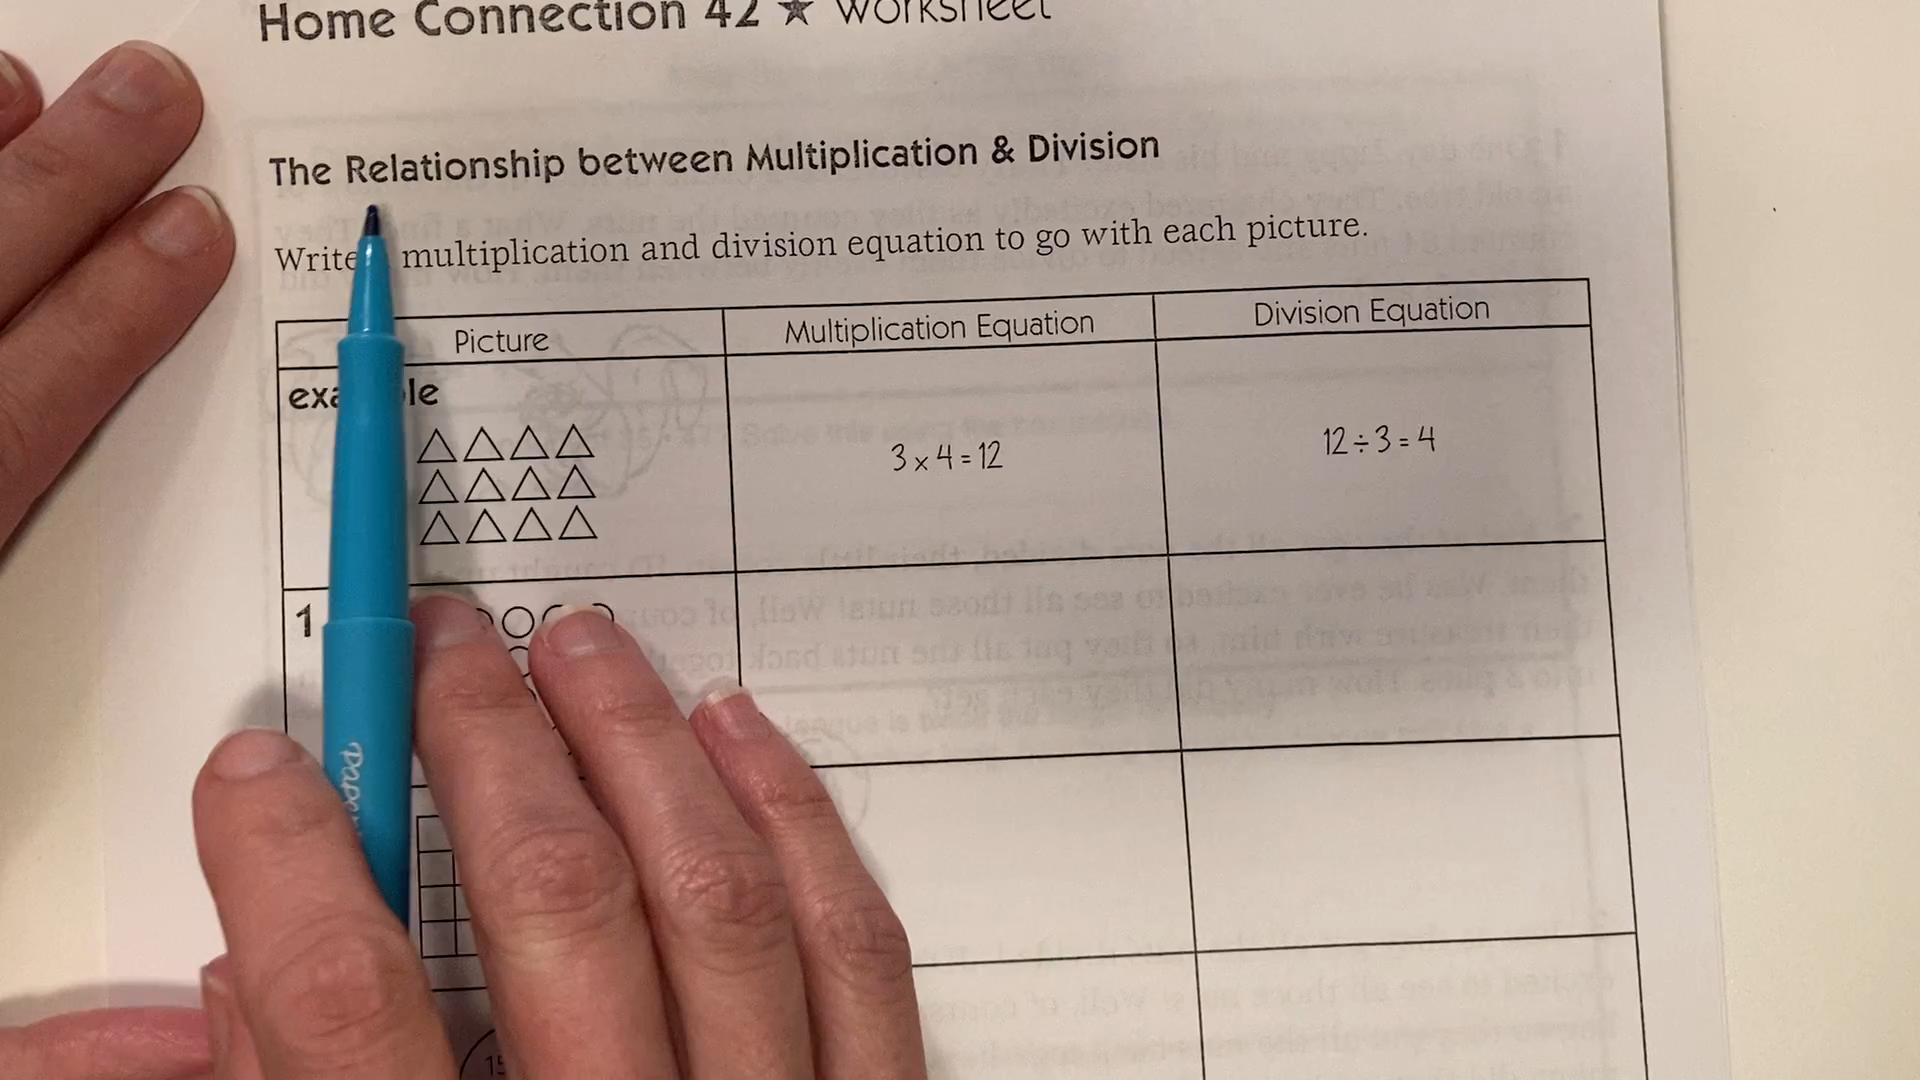 Home Connection 42 ★ Worksheet
The Relationship between Multiplication & Division
Write multiplication and division equation to go with each picture.
Picture
Multiplication Equation
Division Equation
3 x 4 = 12
12 ÷ 3 = 4
1